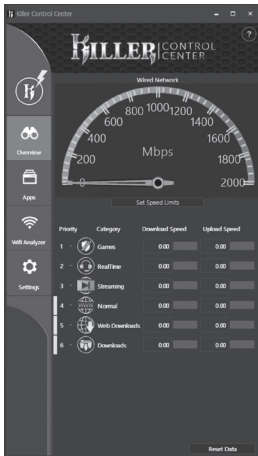 Killer Control Center
?
KILLER CONTROL CENTER
Wired Network
0 200 400 600 800 1000 1200 1400 1600 1800 2000
Mbps
Set Speed Limits
Overview
Apps
Wifi Analyzer
Settings
Priority Category Download Speed Upload Speed
1 Games 0.00 0.00
2 RealTime 0.00 0.00
3 Streaming 0.00 0.00
4 Normal 0.00 0.00
5 Web Downloads 0.00 0.00
6 Downloads 0.00 0.00
Reset Data